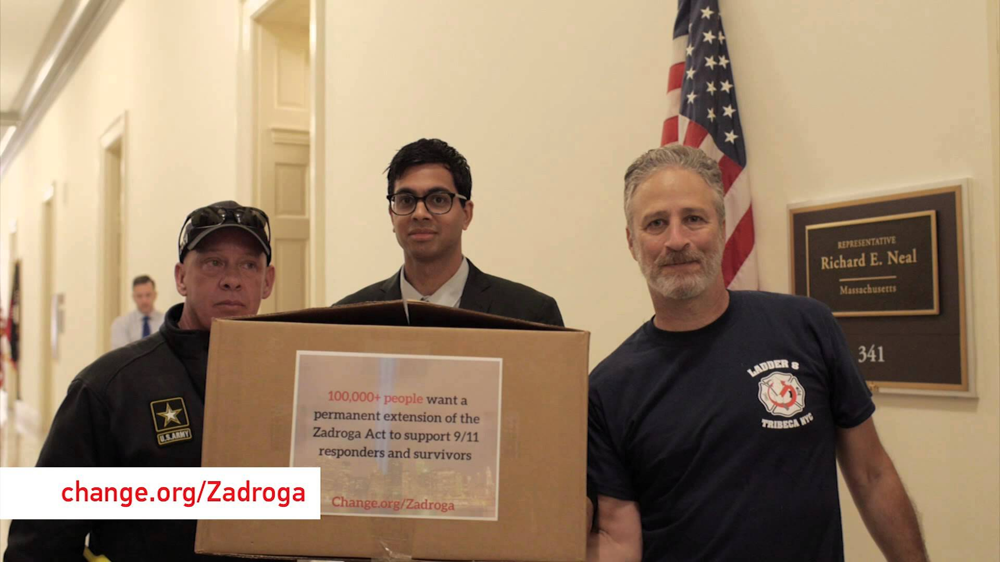 REPRESENTATIVE
Richard E. Neal
Massachusetts
341
LADDER 8
TRIBECA NYC
U.S. ARMY
100,000+ people want a
permanent extension of the
Zadroga Act to support 9/11
responders and survivors
Change.org/Zadroga
change.org/Zadroga